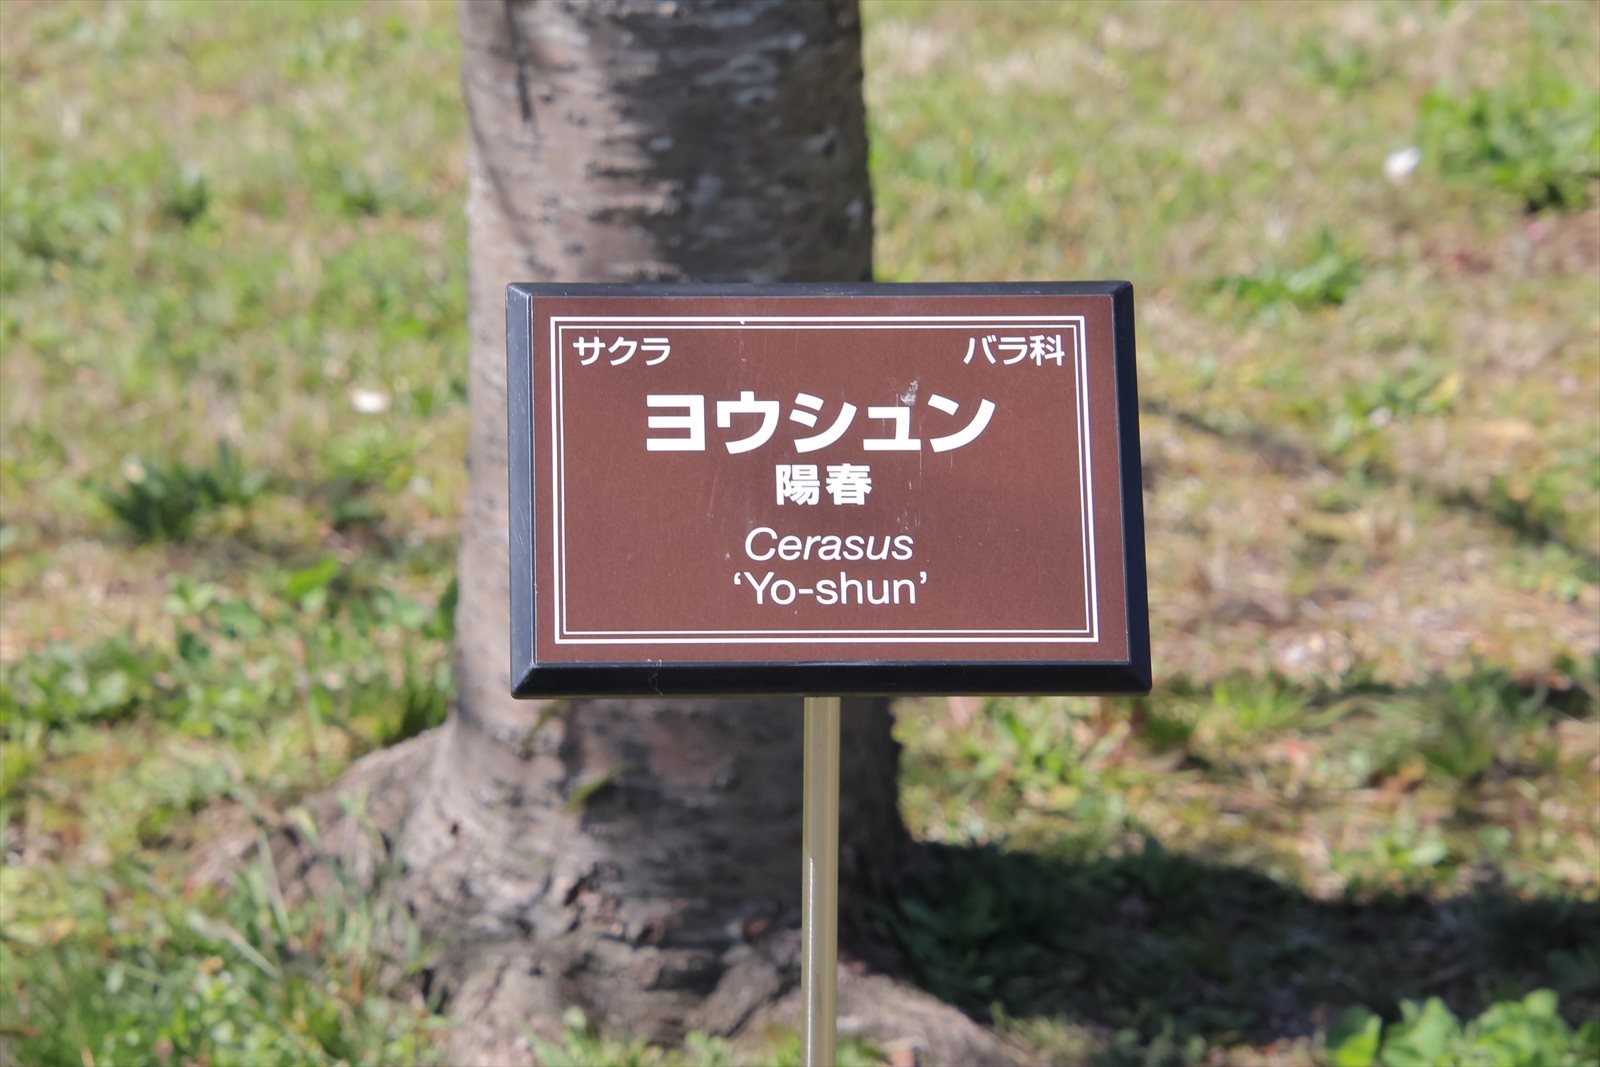 サクラ バラ科
ヨウシュン
陽春
Cerasus
‘Yo-shun’